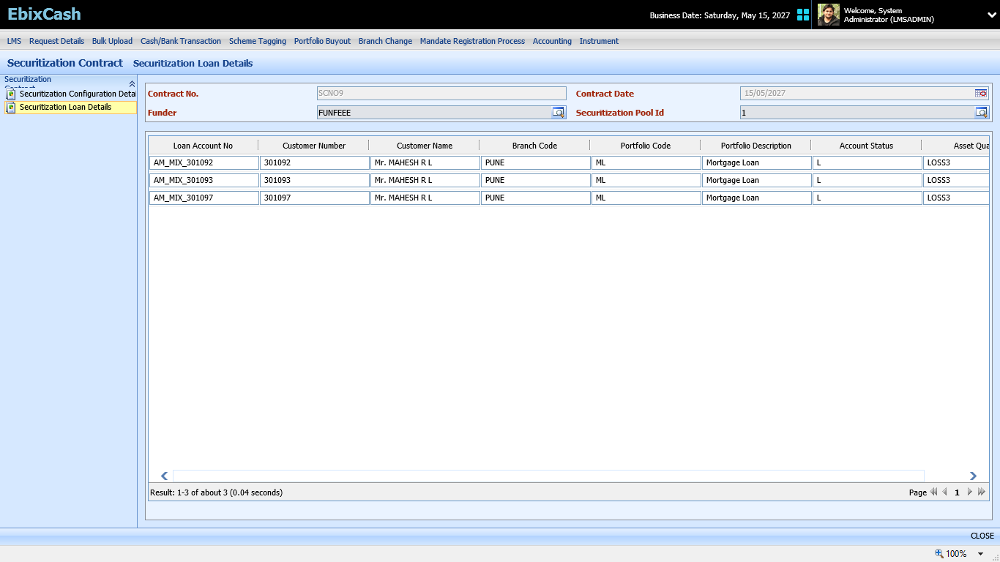 EbixCash
Business Date: Saturday, May 15, 2027
Welcome, System
Administrator (LMSADMIN)
LMS Request Details Bulk Upload Cash/Bank Transaction Scheme Tagging Portfolio Buyout Branch Change Mandate Registration Process Accounting Instrument
Securitization Contract Securitization Loan Details
Securitization
Securitization Configuration Detai
Securitization Loan Details
Contract No. SCNO9 Contract Date 15/05/2027
Funder FUNFEEE Securitization Pool Id 1
Loan Account No Customer Number Customer Name Branch Code Portfolio Code Portfolio Description Account Status Asset Qua
AM_MIX_301092 301092 Mr. MAHESH R L PUNE ML Mortgage Loan L LOSS3
AM_MIX_301093 301093 Mr. MAHESH R L PUNE ML Mortgage Loan L LOSS3
AM_MIX_301097 301097 Mr. MAHESH R L PUNE ML Mortgage Loan L LOSS3
Result: 1-3 of about 3 (0.04 seconds) Page 1
CLOSE
100%